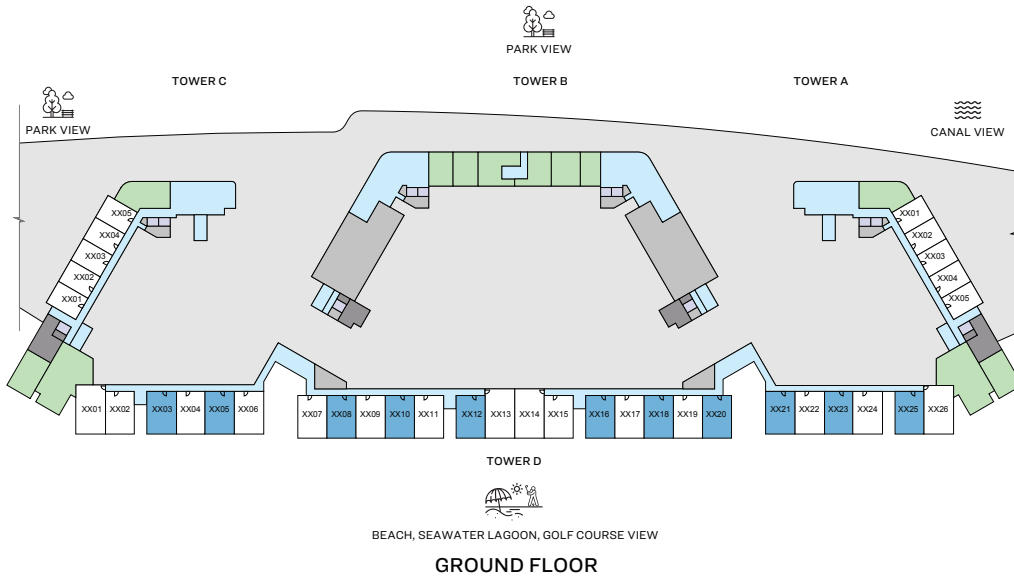 PARK VIEW
TOWER C
TOWER B
TOWER A
PARK VIEW
CANAL VIEW
XX05
XX04
XX03
XX02
XX01
XX01
XX02
XX03
XX04
XX05
XX01
XX02
XX03
XX04
XX05
XX06
XX07
XX08
XX09
XX10
XX11
XX12
XX13
XX14
XX15
XX16
XX17
XX18
XX19
XX20
XX21
XX22
XX23
XX24
XX25
XX26
TOWER D
BEACH, SEAWATER LAGOON, GOLF COURSE VIEW
GROUND FLOOR